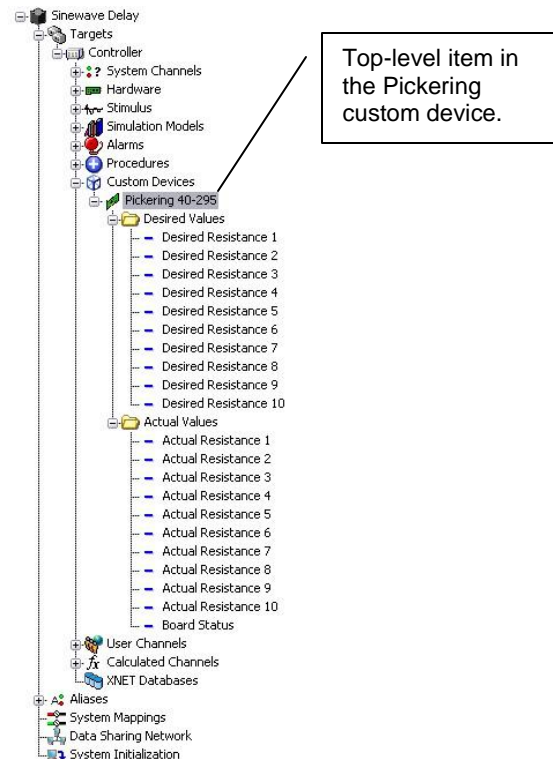 Sinewave Delay
Targets
Controller
System Channels
Hardware
Stimulus
Simulation Models
Alarms
Procedures
Custom Devices
Pickering 40-295
Desired Values
Desired Resistance 1
Desired Resistance 2
Desired Resistance 3
Desired Resistance 4
Desired Resistance 5
Desired Resistance 6
Desired Resistance 7
Desired Resistance 8
Desired Resistance 9
Desired Resistance 10
Actual Values
Actual Resistance 1
Actual Resistance 2
Actual Resistance 3
Actual Resistance 4
Actual Resistance 5
Actual Resistance 6
Actual Resistance 7
Actual Resistance 8
Actual Resistance 9
Actual Resistance 10
Board Status
User Channels
fx Calculated Channels
XNET Databases
Aliases
System Mappings
Data Sharing Network
System Initialization
Top-level item in
the Pickering
custom device.